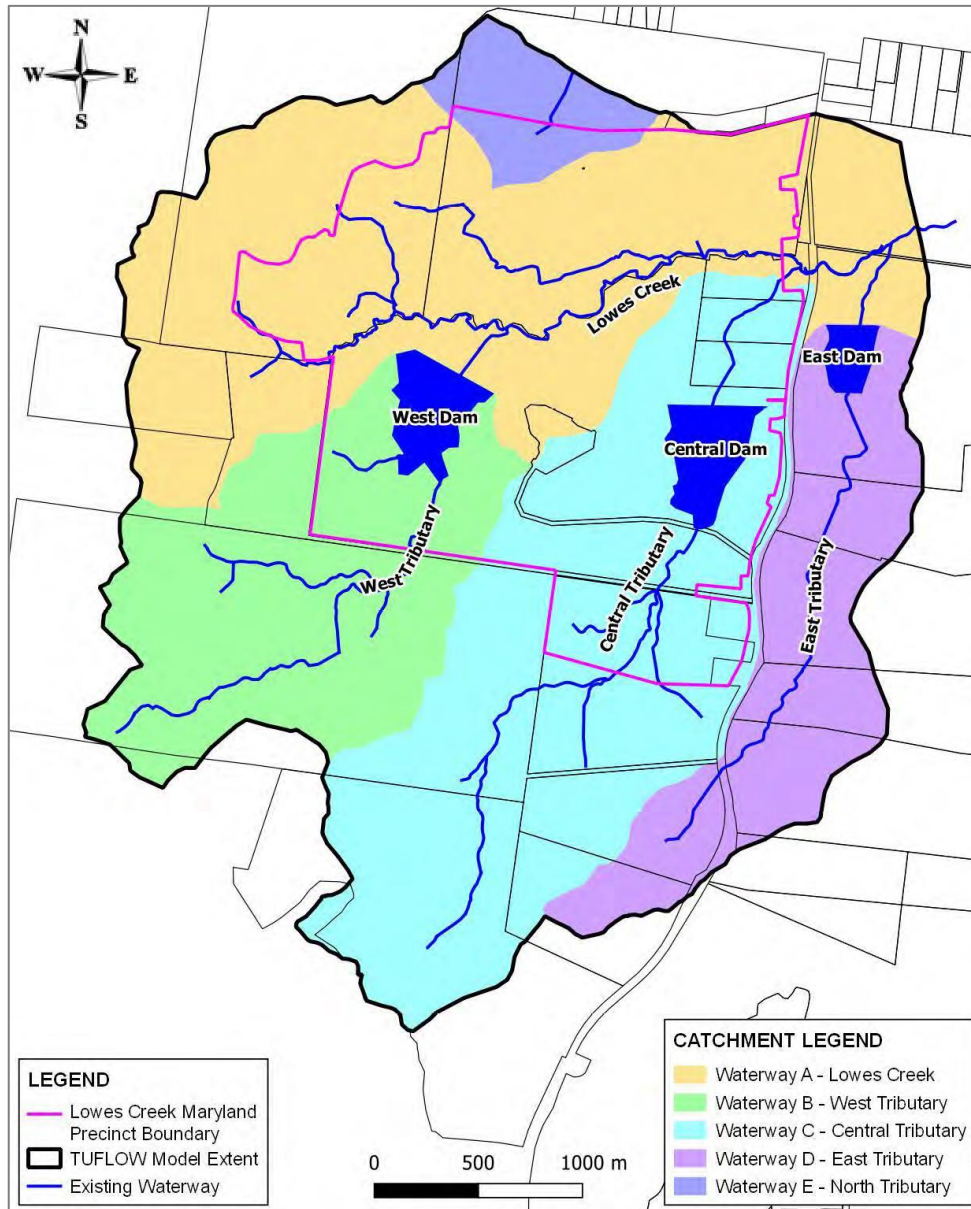 N
W E
S
Lowes Creek
East Dam
West Dam
Central Dam
West Tributary
Central Tributary
East Tributary
LEGEND
Lowes Creek Maryland
Precinct Boundary
TUFLOW Model Extent
Existing Waterway
0 500 1000 m
CATCHMENT LEGEND
Waterway A - Lowes Creek
Waterway B - West Tributary
Waterway C - Central Tributary
Waterway D - East Tributary
Waterway E - North Tributary